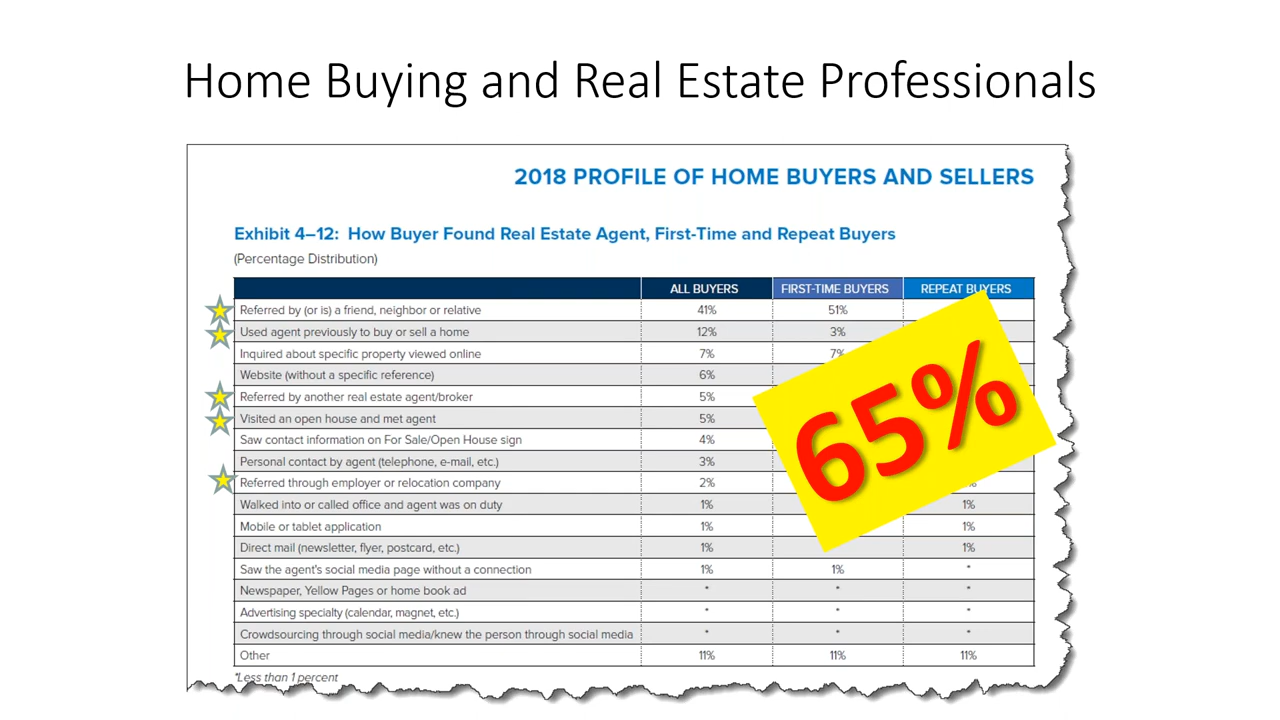 Home Buying and Real Estate Professionals
2018 PROFILE OF HOME BUYERS AND SELLERS
Exhibit 4–12: How Buyer Found Real Estate Agent, First-Time and Repeat Buyers
(Percentage Distribution)
ALL BUYERS FIRST-TIME BUYERS REPEAT BUYERS
Referred by (or is) a friend, neighbor or relative 41% 51%
Used agent previously to buy or sell a home 12% 3%
Inquired about specific property viewed online 7% 7%
Website (without a specific reference) 6%
Referred by another real estate agent/broker 5%
Visited an open house and met agent 5%
65%
Saw contact information on For Sale/Open House sign 4%
Personal contact by agent (telephone, e-mail, etc.) 3%
Referred through employer or relocation company 2%
Walked into or called office and agent was on duty 1% 1%
Mobile or tablet application 1% 1%
Direct mail (newsletter, flyer, postcard, etc.) 1% 1%
Saw the agent's social media page without a connection 1% 1% *
Newspaper, Yellow Pages or home book ad * * *
Advertising specialty (calendar, magnet, etc.) * * *
Crowdsourcing through social media/knew the person through social media * * *
Other 11% 11% 11%
*Less than 1 percent